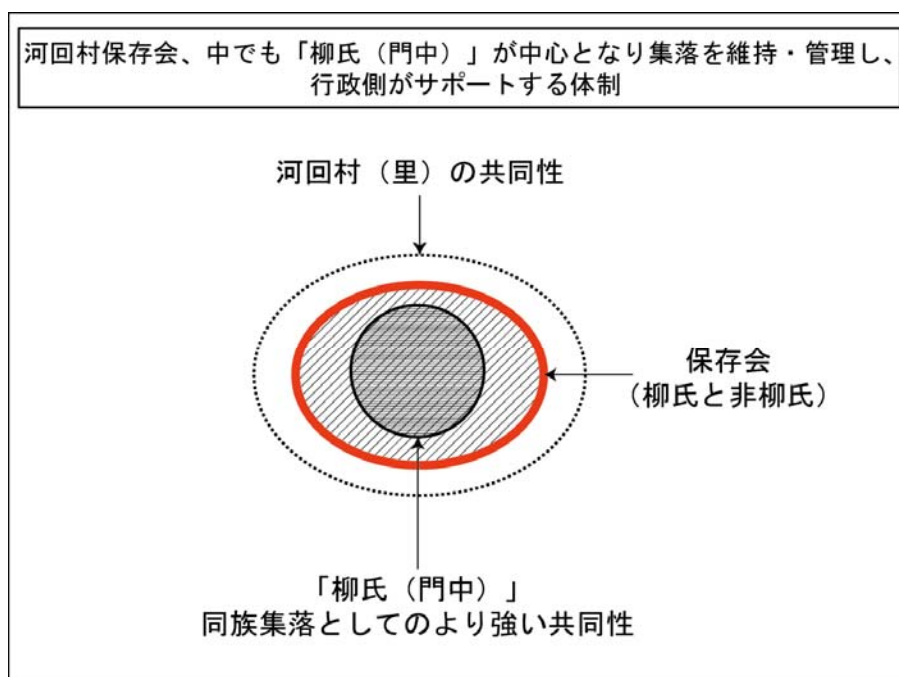 河回村保存会、中でも「柳氏（門中）」が中心となり集落を維持・管理し、
行政側がサポートする体制
河回村（里）の共同性
保存会
（柳氏と非柳氏）
「柳氏（門中）」
同族集落としてのより強い共同性